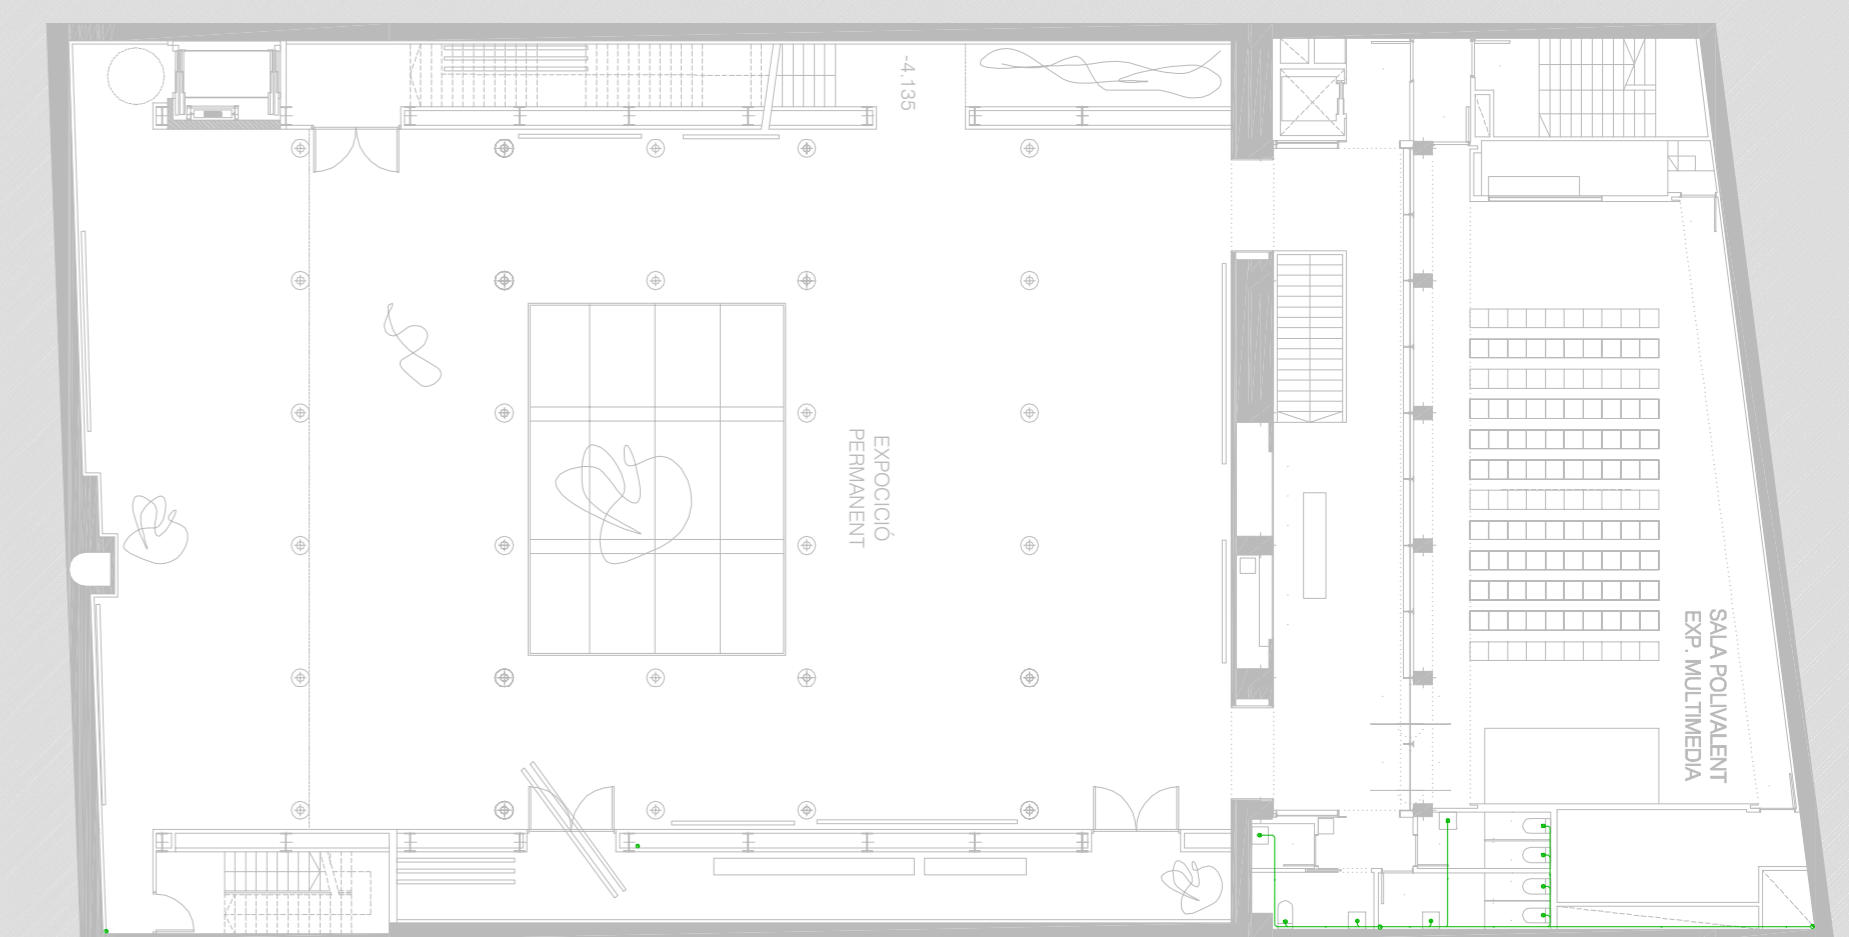 -4.135
EXPOCICIÓ
PERMANENT
SALA POLIVALENT
EXP. MULTIMEDIA